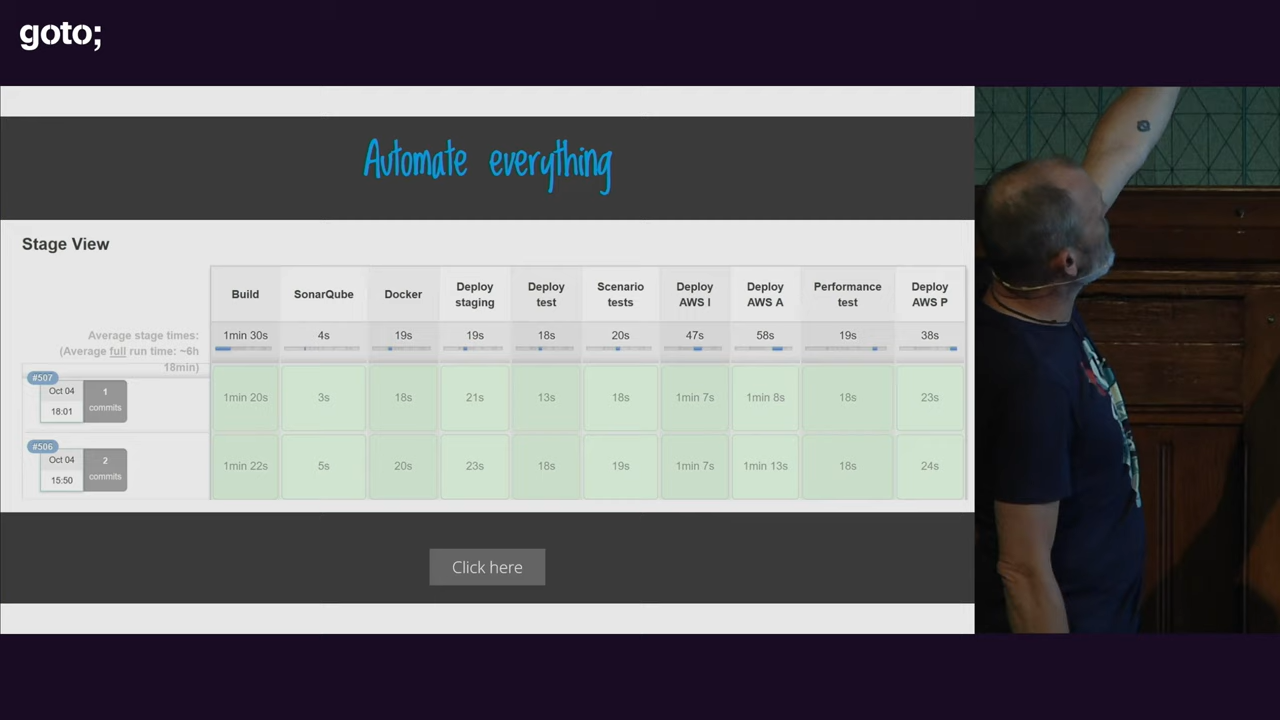 goto;
Automate everything
Stage View
Build SonarQube Docker Deploy staging Deploy test Scenario tests Deploy AWS I Deploy AWS A Performance test Deploy AWS P
Average stage times: 1min 30s 4s 19s 19s 18s 20s 47s 58s 19s 38s
(Average full run time: ~6h
18min)
#507
Oct 04 18:01 1 commits 1min 20s 3s 18s 21s 13s 18s 1min 7s 1min 8s 18s 23s
#506
Oct 04 15:50 2 commits 1min 22s 5s 20s 23s 18s 19s 1min 7s 1min 13s 18s 24s
Click here